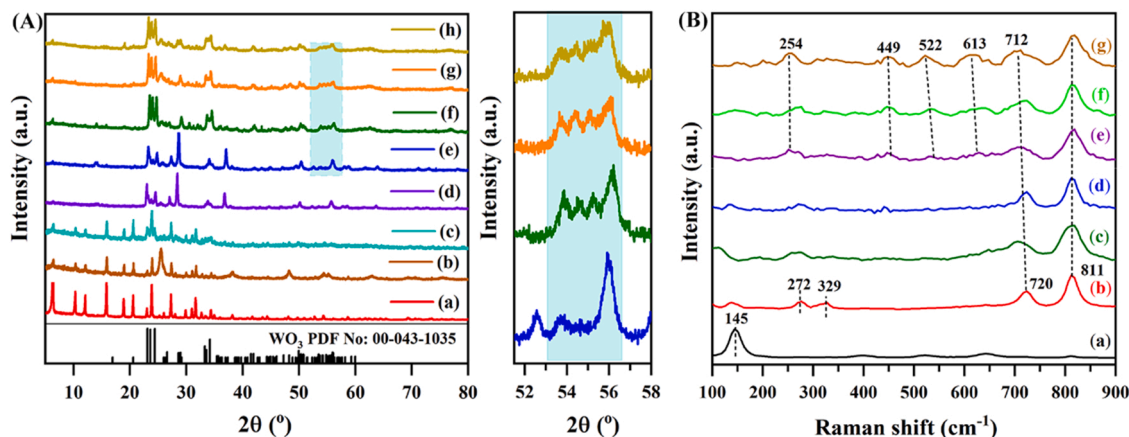 (A)
(h)
(g)
(f)
(e)
(d)
(c)
(b)
(a)
WO3 PDF No: 00-043-1035
Intensity (a.u.)
10 20 30 40 50 60 70 80
2θ (º)
Intensity (a.u.)
52 54 56 58
2θ (º)
(B)
254 449 522 613 712
(g)
(f)
(e)
(d)
(c)
811
272 329 720 (b)
145
(a)
Intensity (a.u.)
100 200 300 400 500 600 700 800 900
Raman shift (cm-1)